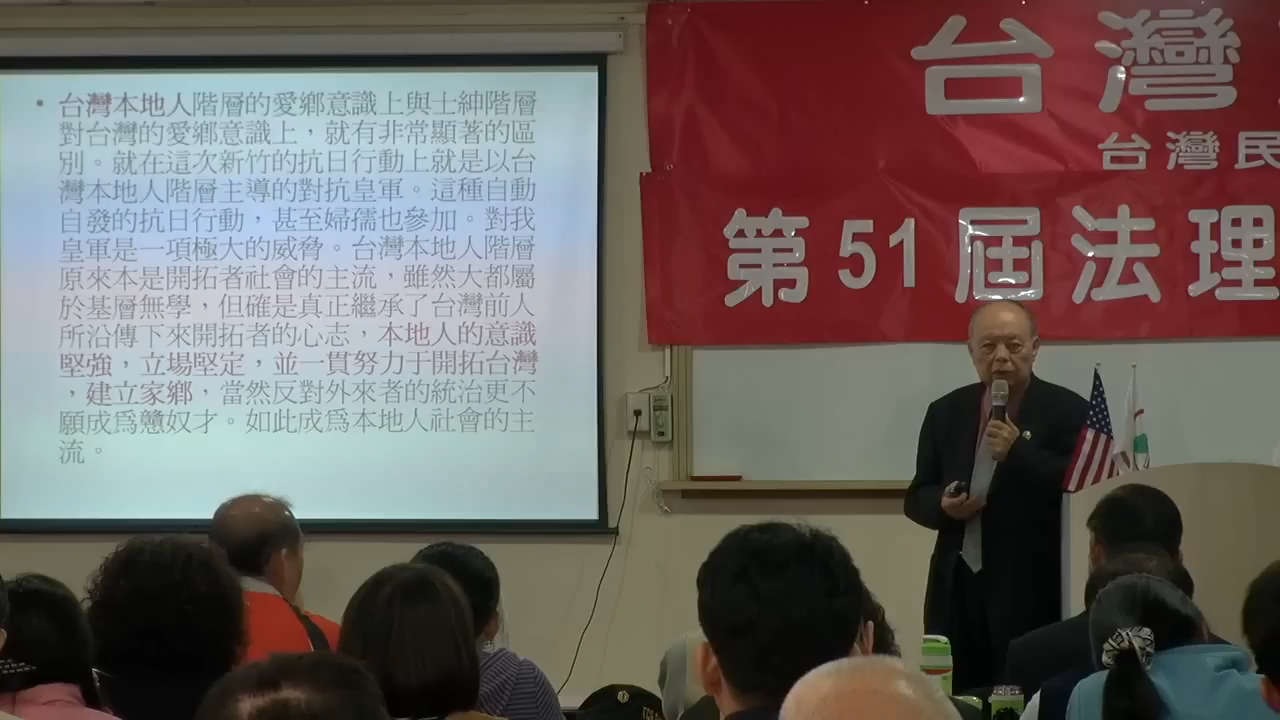 • 台灣本地人階層的愛鄉意識上與士紳階層
對台灣的愛鄉意識上，就有非常顯著的區
別。就在這次新竹的抗日行動上就是以台
灣本地人階層主導的對抗皇軍。這種自動
自發的抗日行動，甚至婦孺也參加。對我
皇軍是一項極大的威脅。台灣本地人階層
原來本是開拓者社會的主流，雖然大都屬
於基層無學，但確是真正繼承了台灣前人
所沿傳下來開拓者的心志，本地人的意識
堅強，立場堅定，並一貫努力于開拓台灣
，建立家鄉，當然反對外來者的統治更不
願成爲戇奴才。如此成爲本地人社會的主
流。
台灣
台灣民
第51屆法理